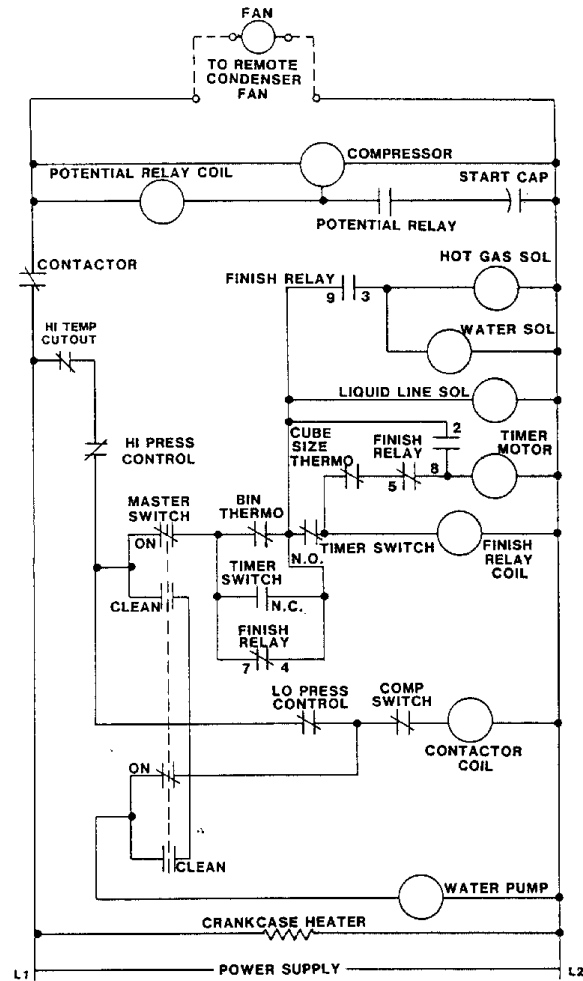 FAN
TO REMOTE
CONDENSER
FAN
COMPRESSOR
POTENTIAL RELAY COIL
START CAP
POTENTIAL RELAY
CONTACTOR
HOT GAS SOL
FINISH RELAY
9 3
HI TEMP
CUTOUT
WATER SOL
LIQUID LINE SOL
CUBE
SIZE
THERMO
FINISH
RELAY
2
TIMER
MOTOR
HI PRESS
CONTROL
5
8
MASTER
SWITCH
BIN
THERMO
ON
N.O.
TIMER SWITCH
FINISH
RELAY
COIL
TIMER
SWITCH
CLEAN
N.C.
FINISH
RELAY
7 4
LO PRESS
CONTROL
COMP
SWITCH
CONTACTOR
COIL
ON
CLEAN
WATER PUMP
CRANKCASE HEATER
L1
POWER SUPPLY
L2